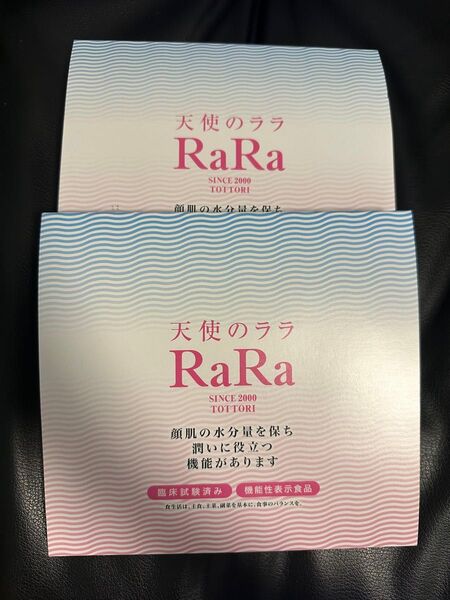 天使のララ
RaRa
SINCE 2000
TOTTORI
顔肌の水分量を保ち
天使のララ
RaRa
SINCE 2000
TOTTORI
顔肌の水分量を保ち
潤いに役立つ
機能があります
臨床試験済み 機能性表示食品
食生活は、主食、主菜、副菜を基本に、食事のバランスを。